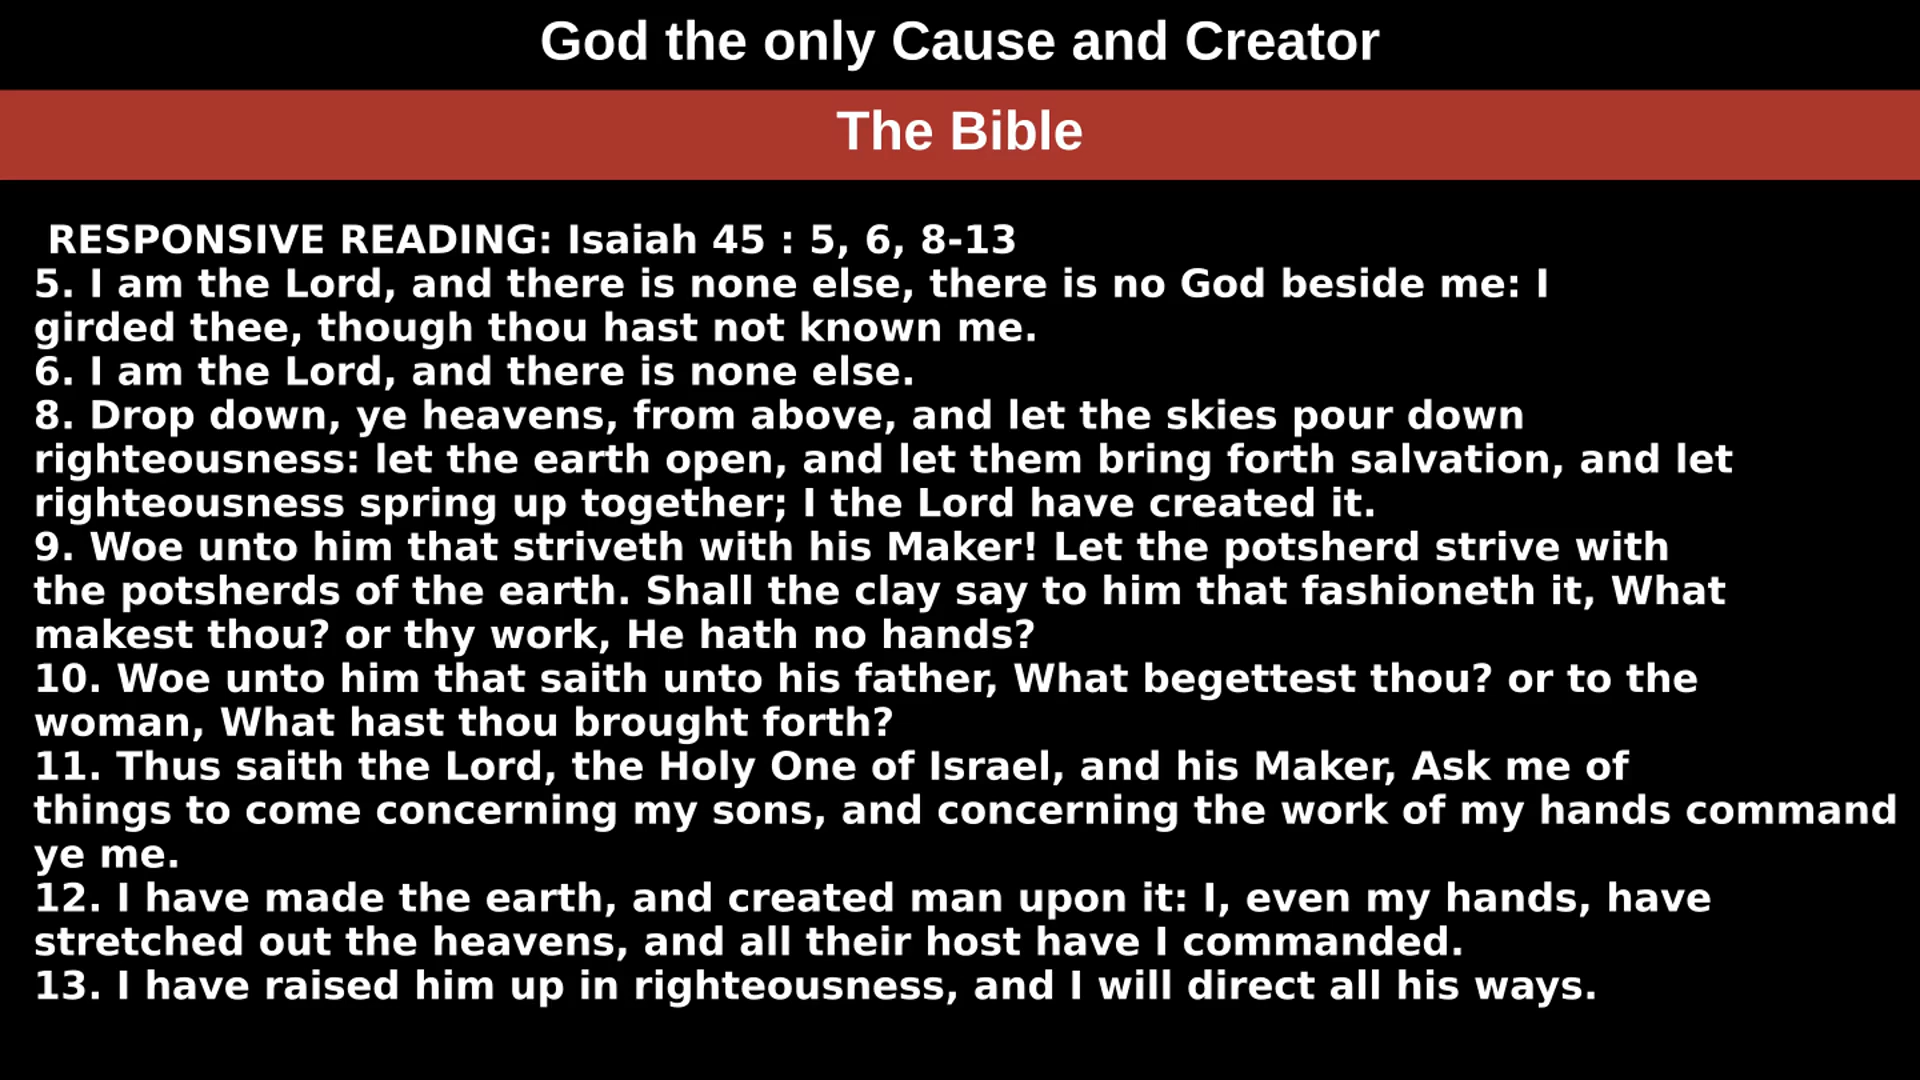 God the only Cause and Creator
The Bible
RESPONSIVE READING: Isaiah 45 : 5, 6, 8-13
5. I am the Lord, and there is none else, there is no God beside me: I
girded thee, though thou hast not known me.
6. I am the Lord, and there is none else.
8. Drop down, ye heavens, from above, and let the skies pour down
righteousness: let the earth open, and let them bring forth salvation, and let
righteousness spring up together; I the Lord have created it.
9. Woe unto him that striveth with his Maker! Let the potsherd strive with
the potsherds of the earth. Shall the clay say to him that fashioneth it, What
makest thou? or thy work, He hath no hands?
10. Woe unto him that saith unto his father, What begettest thou? or to the
woman, What hast thou brought forth?
11. Thus saith the Lord, the Holy One of Israel, and his Maker, Ask me of
things to come concerning my sons, and concerning the work of my hands command
ye me.
12. I have made the earth, and created man upon it: I, even my hands, have
stretched out the heavens, and all their host have I commanded.
13. I have raised him up in righteousness, and I will direct all his ways.